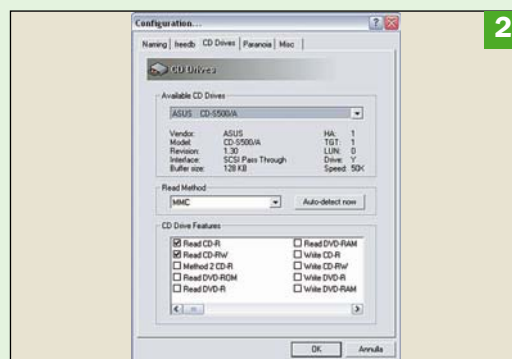 Configuration...
2
Naming freedb CD Drives Paranoia Misc
CD Drives
Available CD Drives
ASUS CD-S500/A
Vendor: ASUS HA: 1
Model: CD-S500/A TGT: 1
Revision: 1.30 LUN: 0
Interface: SCSI Pass Through Drive: Y
Buffer size: 128 KB Speed: 50X
Read Method
MMC Auto-detect now
CD Drive Features
Read CD-R Read DVD-RAM
Read CD-RW Write CD-R
Method 2 CD-R Write CD-RW
Read DVD-ROM Write DVD-R
Read DVD-R Write DVD-RAM
OK Annulla